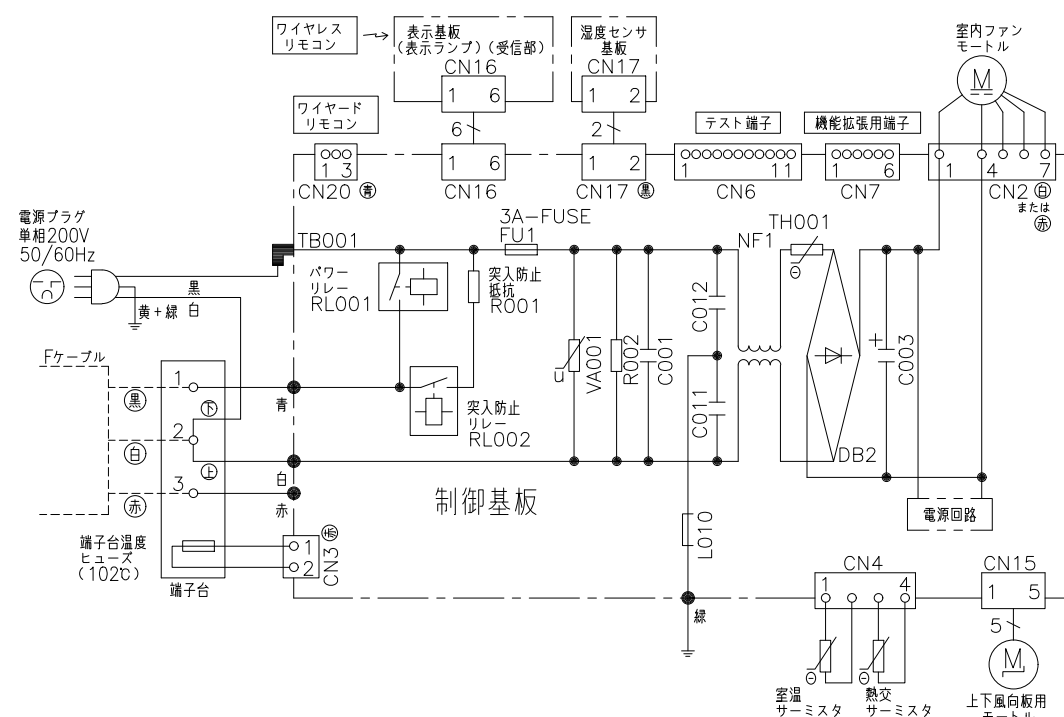 ワイヤレス
リモコン
表示基板
(表示ランプ)(受信部)
CN16
1 6
6
1 6
CN16
湿度センサ
基板
CN17
1 2
2
1 2
CN17 黒
室内ファン
モートル
M
ワイヤード
リモコン
1 3
CN20 青
テスト端子
1 11
CN6
機能拡張用端子
1 6
CN7
1 4 7
CN2 白
または
赤
電源プラグ
単相200V
50/60Hz
黒
黄+緑 白
TB001
パワー
リレー
RL001
突入防止
抵抗
R001
3A-FUSE
FU1
突入防止
リレー
RL002
u
VA001
R002
C001
C012
C011
NF1
TH001
DB2
+
C003
電源回路
Fケーブル
黒
白
赤
1
下
2
上
3
青
白
赤
制御基板
端子台温度
ヒューズ
(102℃)
端子台
1
2
CN3 赤
L010
緑
CN4
1 4
室温
サーミスタ
熱交
サーミスタ
CN15
1 5
5
M
上下風向板用
モートル